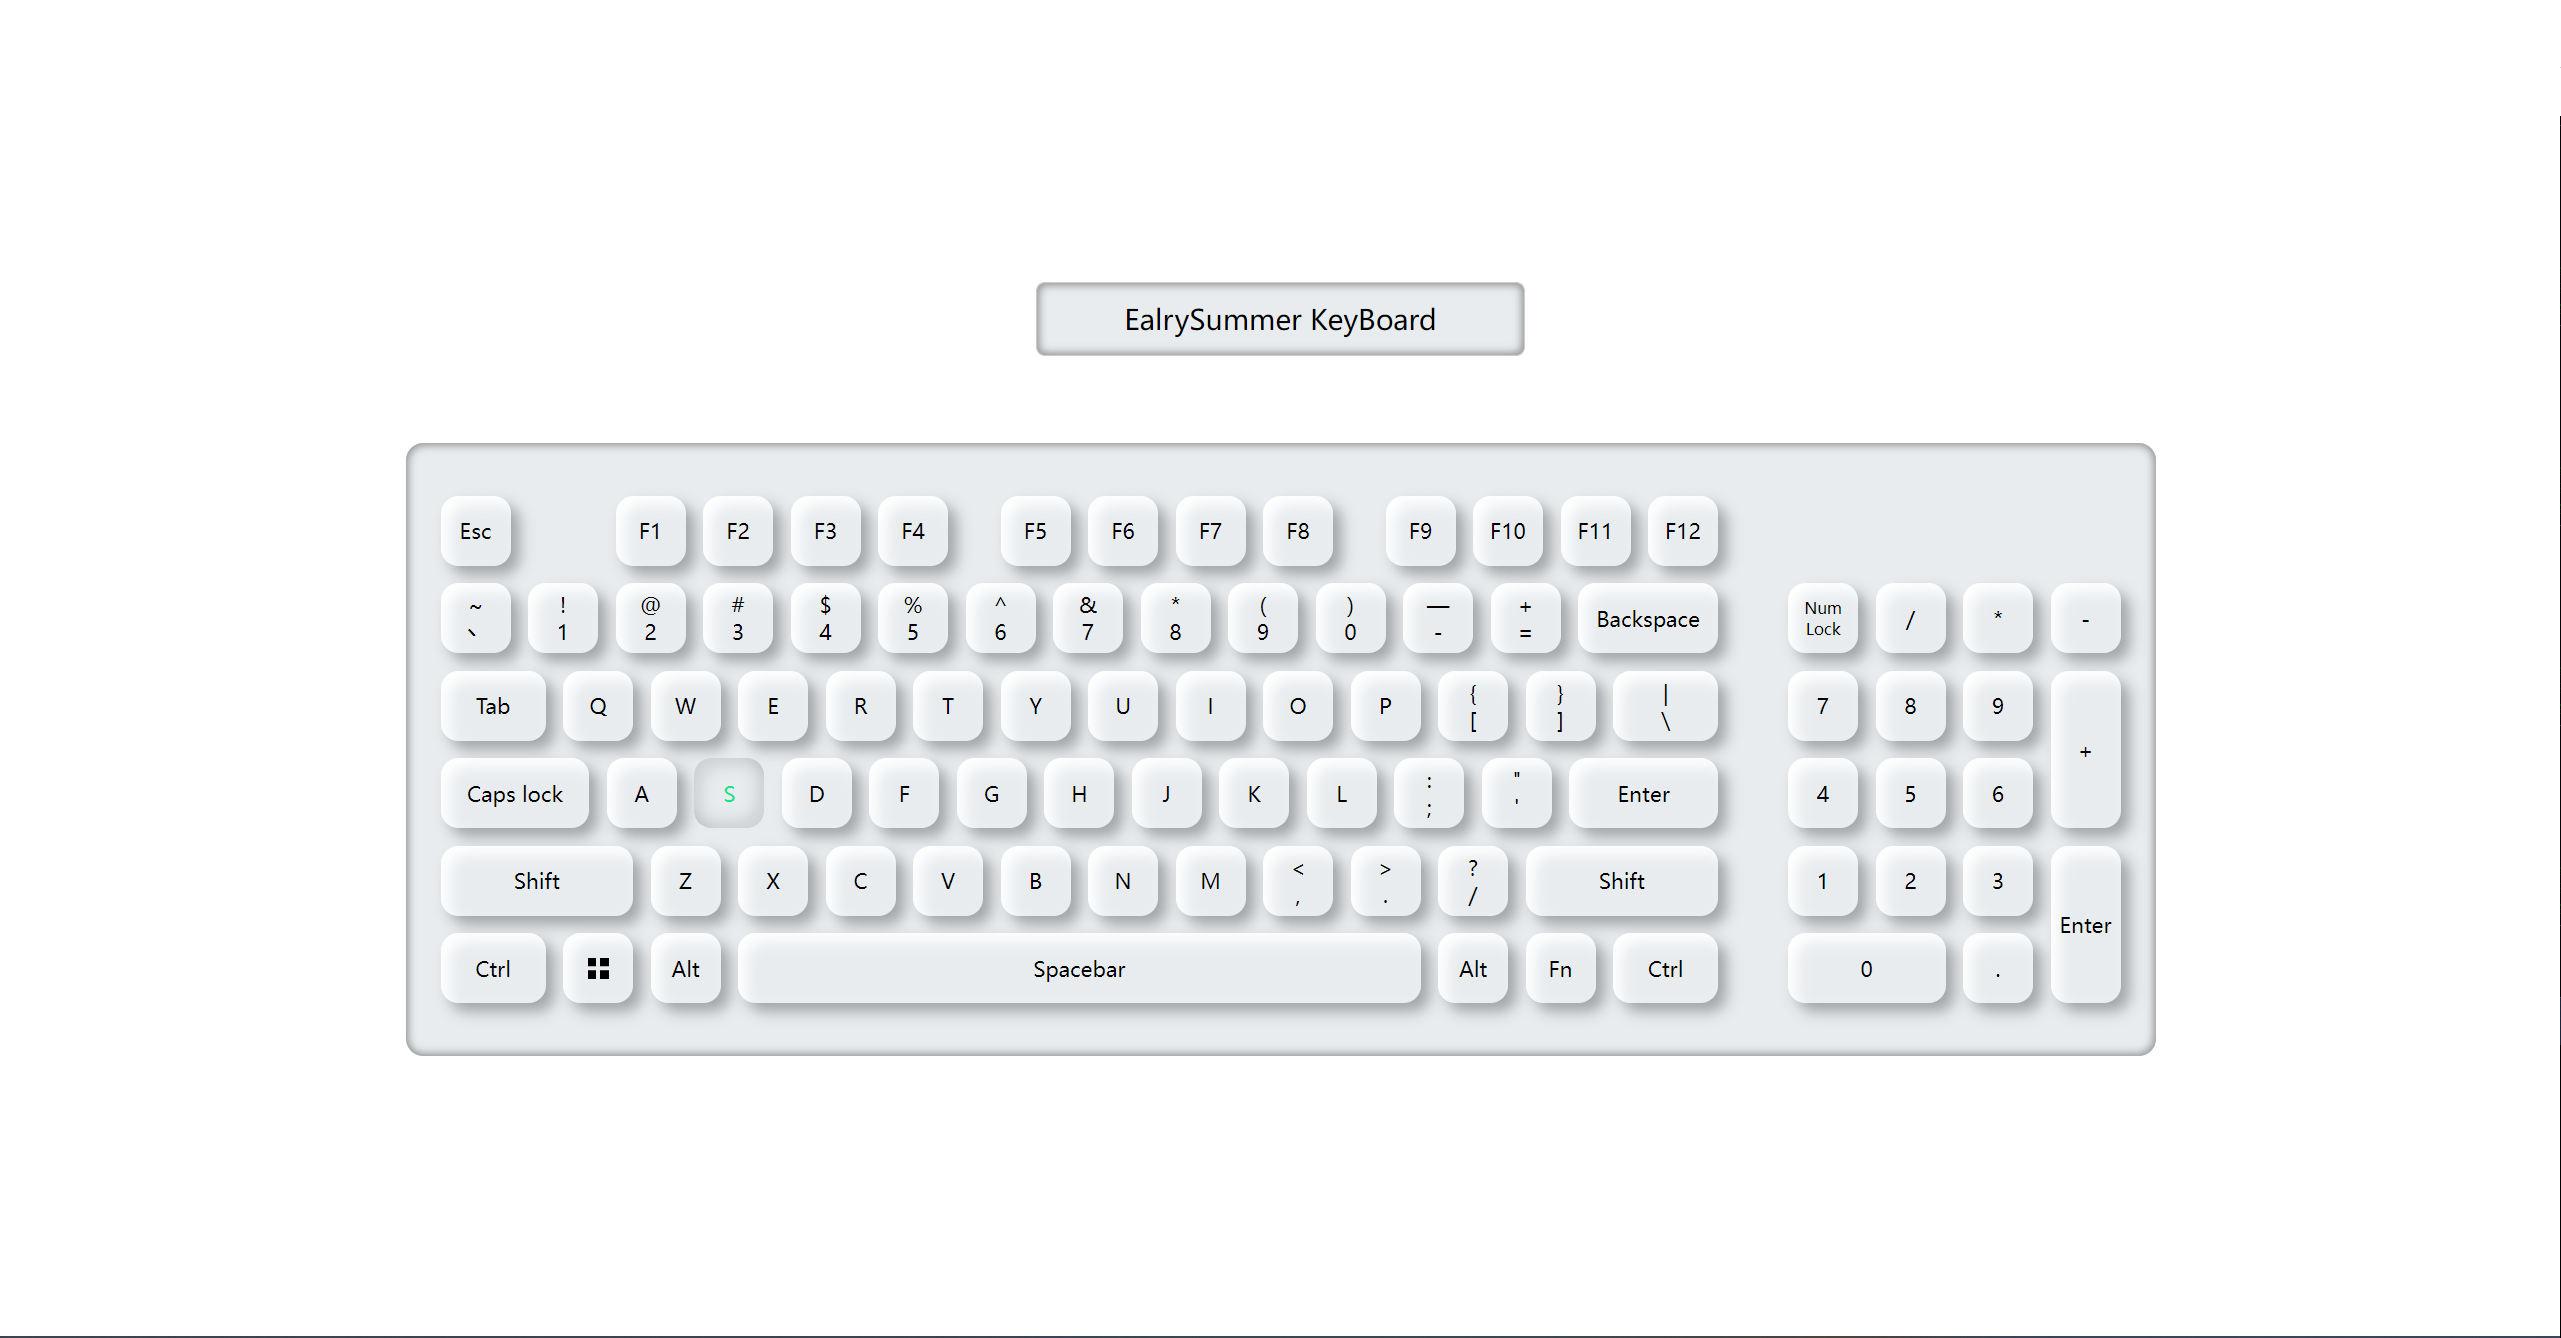 EalrySummer KeyBoard
Esc F1 F2 F3 F4 F5 F6 F7 F8 F9 F10 F11 F12
~ ! @ # $ % ^ & * ( ) — +
、 1 2 3 4 5 6 7 8 9 0 - = Backspace Num Lock / * -
Tab Q W E R T Y U I O P { [ } ] | \ 7 8 9 +
Caps lock A S D F G H J K L : ; " ' Enter 4 5 6
Shift Z X C V B N M < , > . ? / Shift 1 2 3 Enter
Ctrl Alt Spacebar Alt Fn Ctrl 0 .